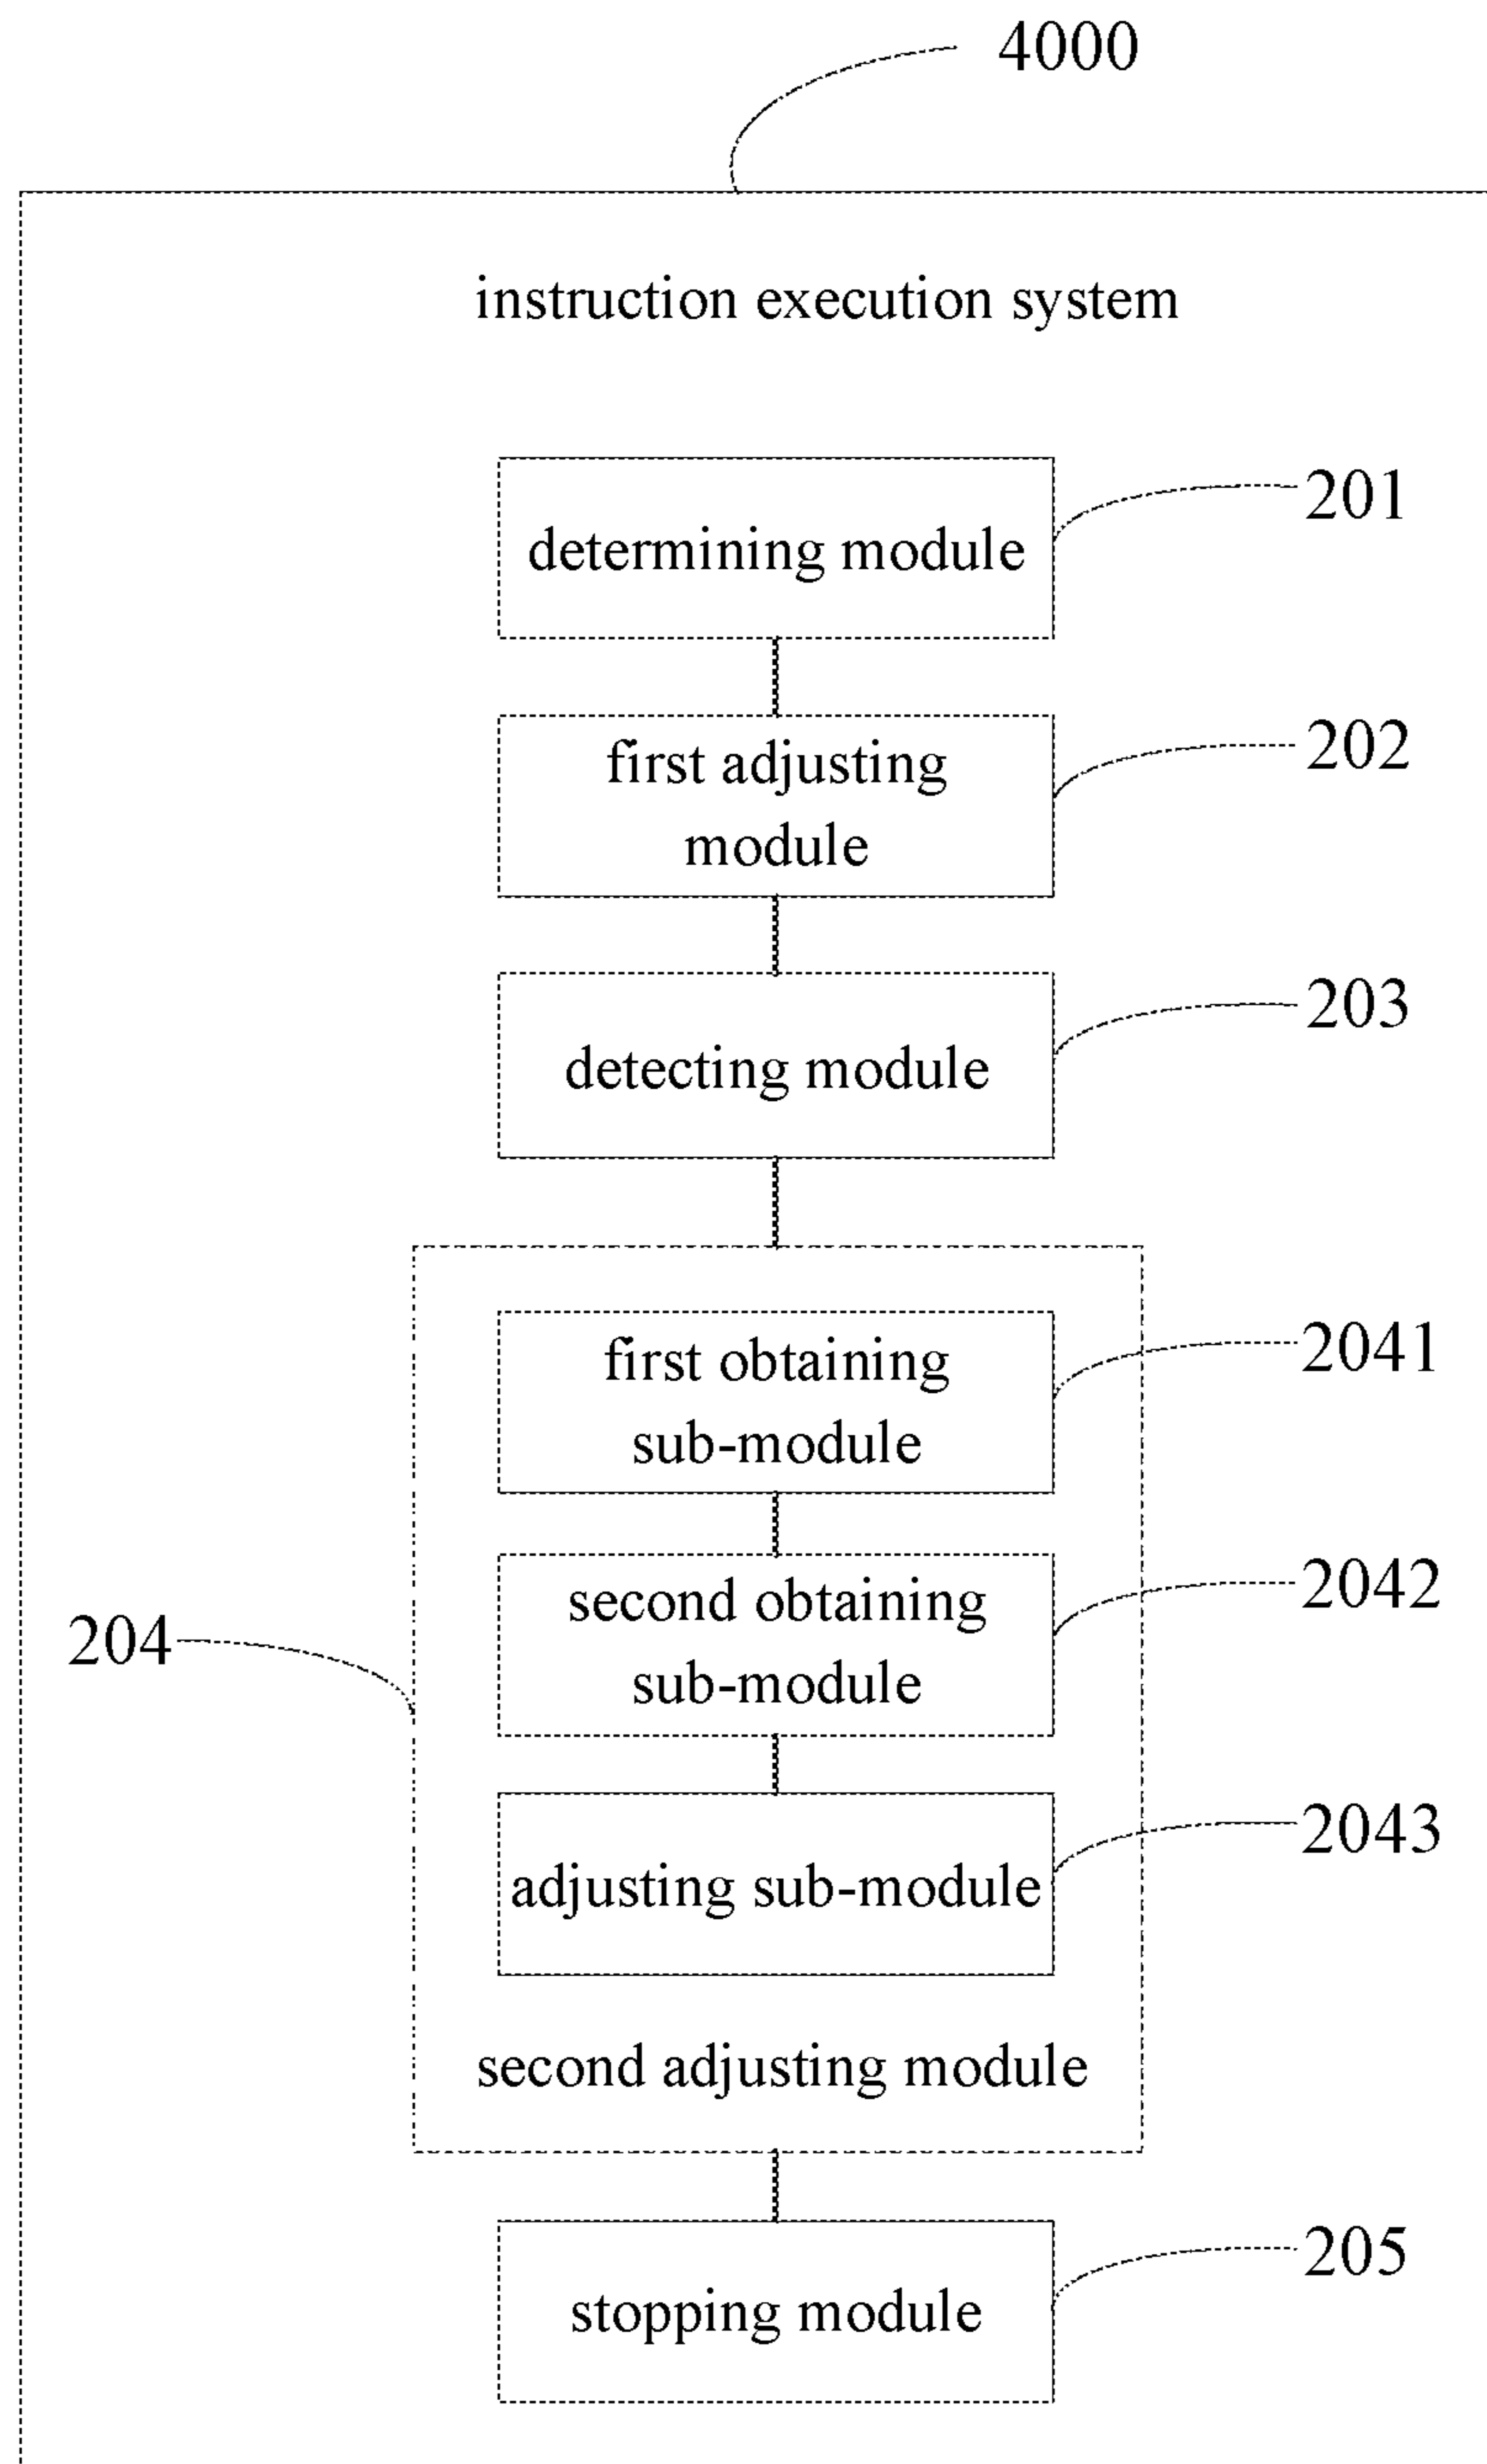 4000
instruction execution system
determining module
201
first adjusting
module
202
detecting module
203
first obtaining
sub-module
2041
second obtaining
sub-module
2042
204
adjusting sub-module
2043
second adjusting module
stopping module
205